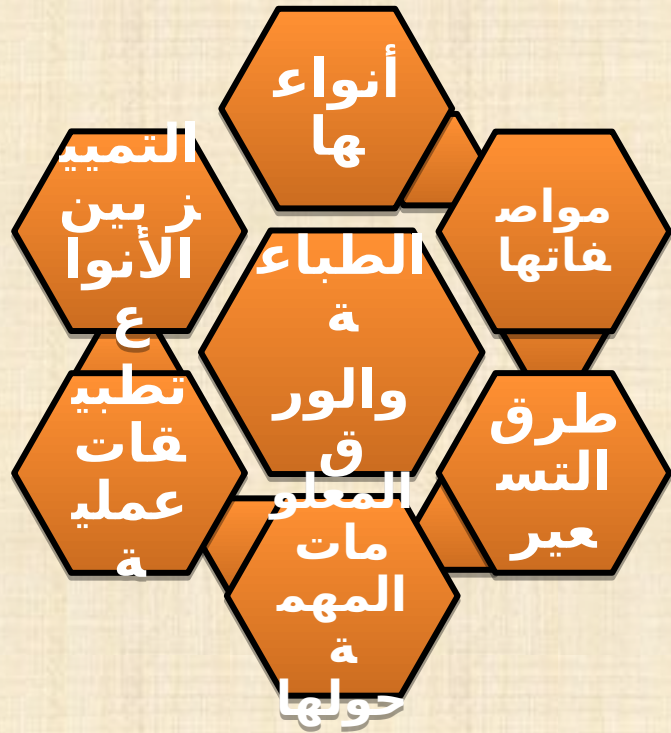 أنواع
ها
مواص
فاتها
التميي
ز بين
الأنوا
ع
الطباع
ة
والور
ق
طرق
التس
عير
تطبي
قات
عملي
ة
المعلو
مات
المهم
ة
حولها